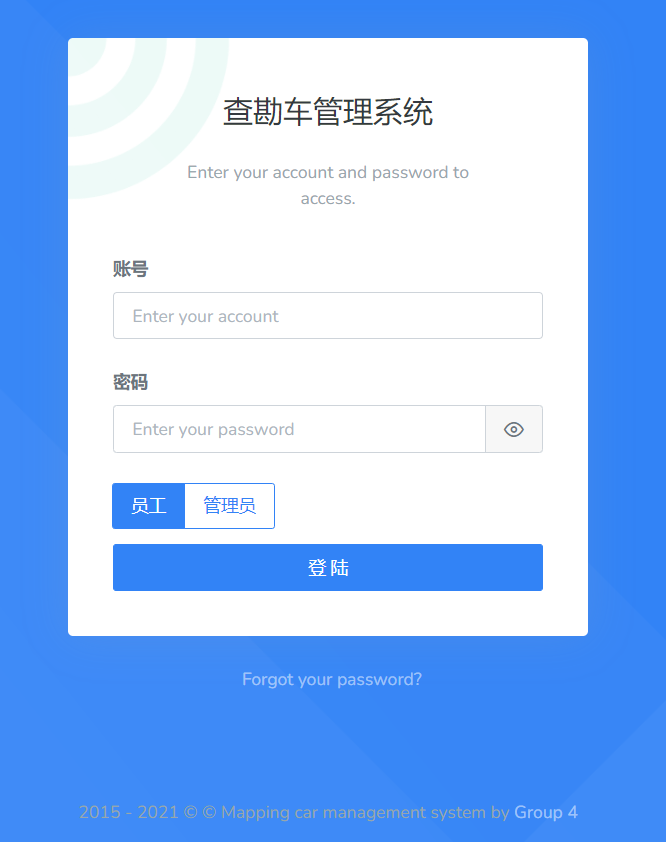 查勘车管理系统
Enter your account and password to
access.
账号
Enter your account
密码
Enter your password
员工 管理员
登 陆
Forgot your password?
2015 - 2021 © © Mapping car management system by Group 4